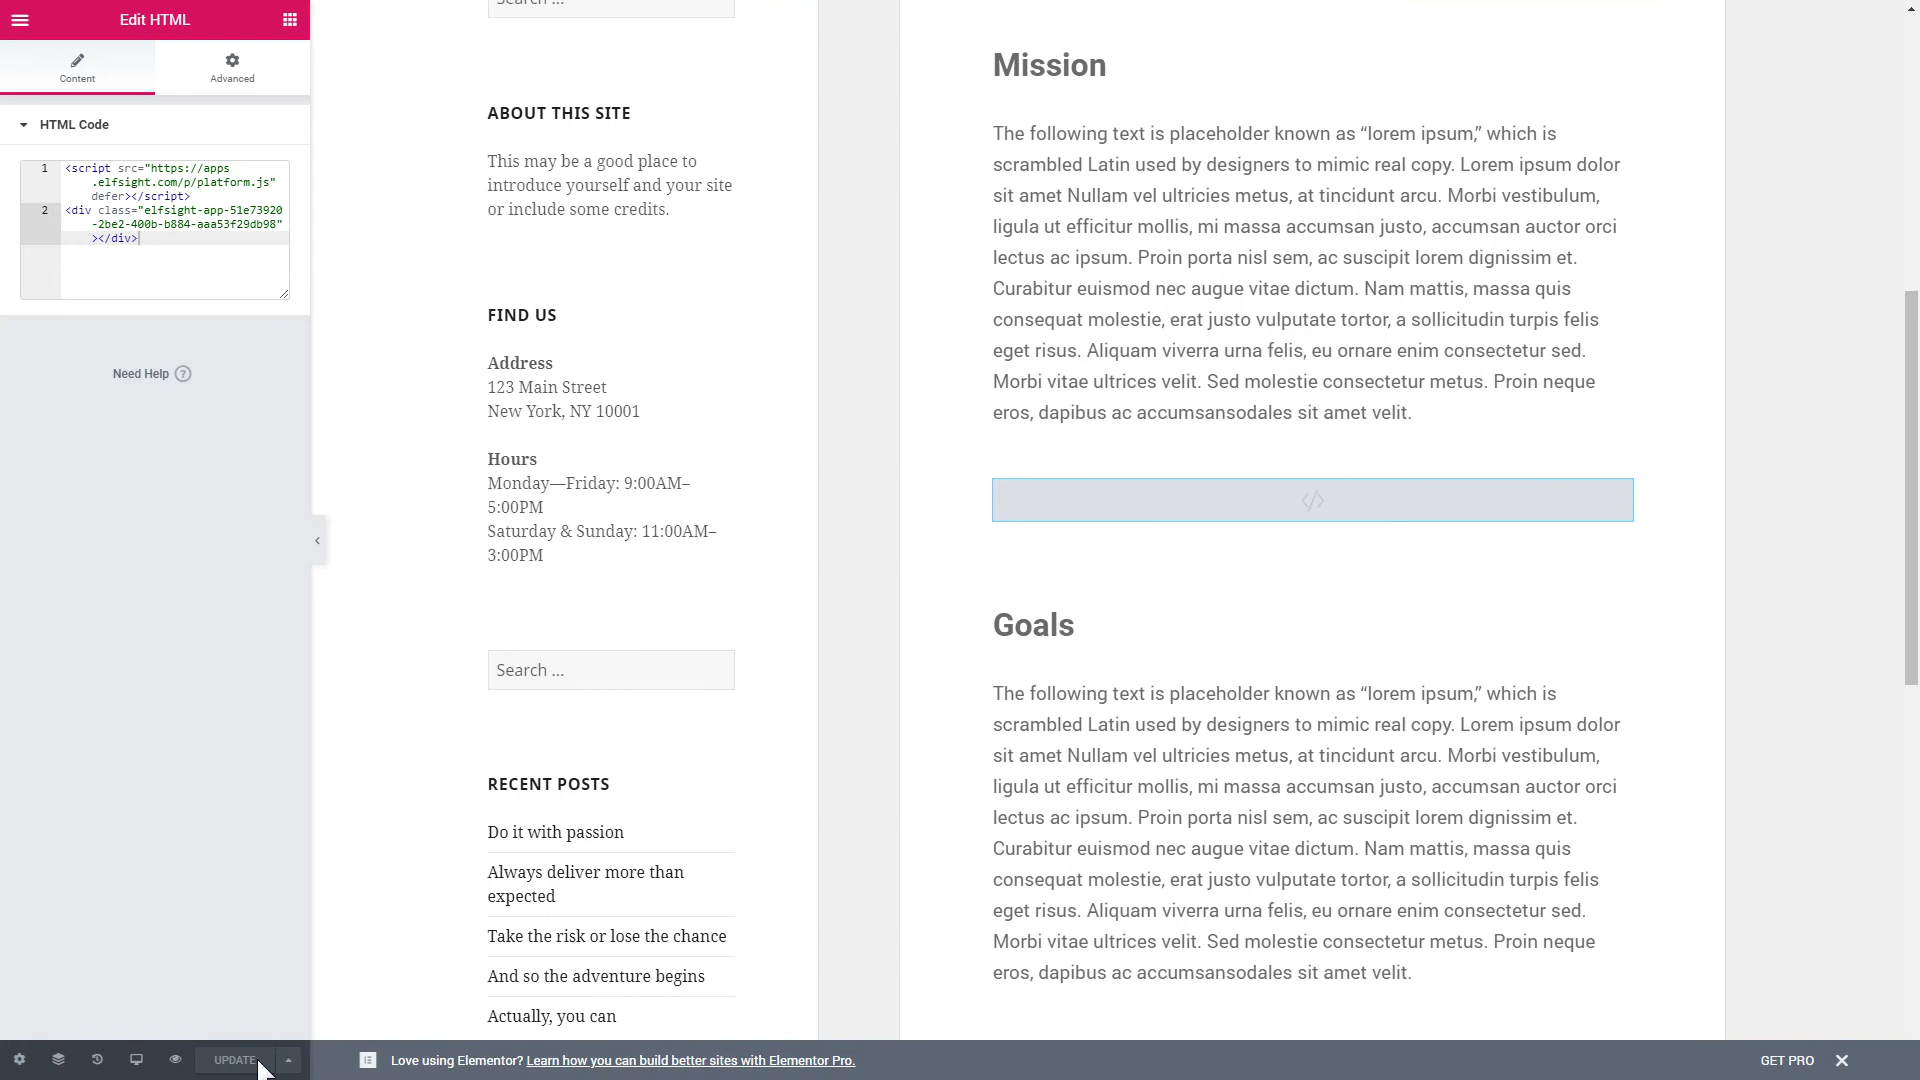 Edit HTML
Content
Advanced
HTML Code
1
<script src="https://apps
.elfsight.com/p/platform.js"
defer></script>
2
<div class="elfsight-app-51e73920
-2be2-400b-b884-aaa53f29db98"
></div>
Need Help ?
UPDATE
Search ...
ABOUT THIS SITE
This may be a good place to
introduce yourself and your site
or include some credits.
FIND US
Address
123 Main Street
New York, NY 10001
Hours
Monday—Friday: 9:00AM–
5:00PM
Saturday & Sunday: 11:00AM–
3:00PM
Search ...
RECENT POSTS
Do it with passion
Always deliver more than
expected
Take the risk or lose the chance
And so the adventure begins
Actually, you can
Mission
The following text is placeholder known as “lorem ipsum,” which is
scrambled Latin used by designers to mimic real copy. Lorem ipsum dolor
sit amet Nullam vel ultricies metus, at tincidunt arcu. Morbi vestibulum,
ligula ut efficitur mollis, mi massa accumsan justo, accumsan auctor orci
lectus ac ipsum. Proin porta nisl sem, ac suscipit lorem dignissim et.
Curabitur euismod nec augue vitae dictum. Nam mattis, massa quis
consequat molestie, erat justo vulputate tortor, a sollicitudin turpis felis
eget risus. Aliquam viverra urna felis, eu ornare enim consectetur sed.
Morbi vitae ultrices velit. Sed molestie consectetur metus. Proin neque
eros, dapibus ac accumsansodales sit amet velit.
Goals
The following text is placeholder known as “lorem ipsum,” which is
scrambled Latin used by designers to mimic real copy. Lorem ipsum dolor
sit amet Nullam vel ultricies metus, at tincidunt arcu. Morbi vestibulum,
ligula ut efficitur mollis, mi massa accumsan justo, accumsan auctor orci
lectus ac ipsum. Proin porta nisl sem, ac suscipit lorem dignissim et.
Curabitur euismod nec augue vitae dictum. Nam mattis, massa quis
consequat molestie, erat justo vulputate tortor, a sollicitudin turpis felis
eget risus. Aliquam viverra urna felis, eu ornare enim consectetur sed.
Morbi vitae ultrices velit. Sed molestie consectetur metus. Proin neque
eros, dapibus ac accumsansodales sit amet velit.
Love using Elementor? Learn how you can build better sites with Elementor Pro.
GET PRO